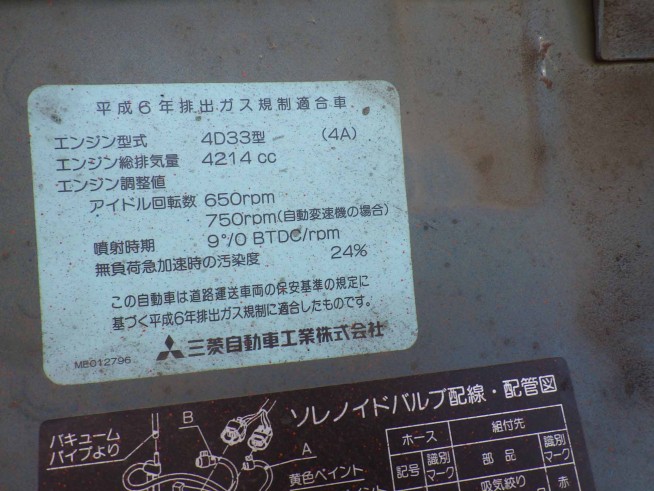 平成6年排出ガス規制適合車
エンジン型式 4D33型 (4A)
エンジン総排気量 4214 cc
エンジン調整値
アイドル回転数 650rpm
750rpm(自動変速機の場合)
噴射時期 9°/0 BTDC/rpm
無負荷急加速時の汚染度 24%
この自動車は道路運送車両の保安基準の規定に
基づく平成6年排出ガス規制に適合したものです。
三菱自動車工業株式会社
ME012796
ソレノイドバルブ配線・配管図
バキューム
パイプより
B
A
黄色ペイント
ホース 組付先
記号 識別マーク 部品 識別マーク
吸気絞り 赤